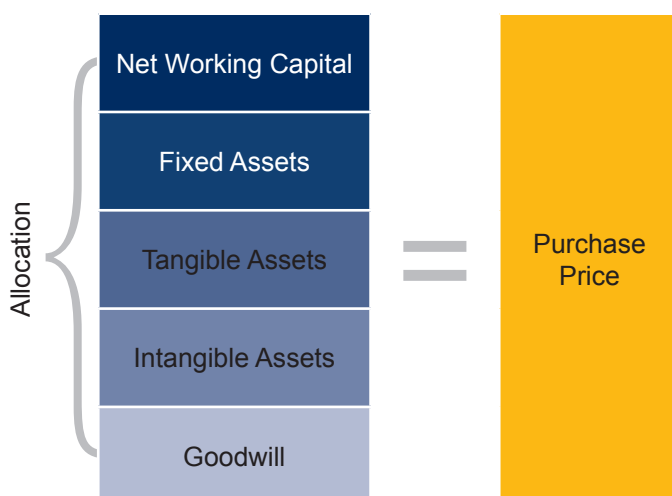 Allocation
Net Working Capital
Fixed Assets
Tangible Assets
Intangible Assets
Goodwill
Purchase
Price